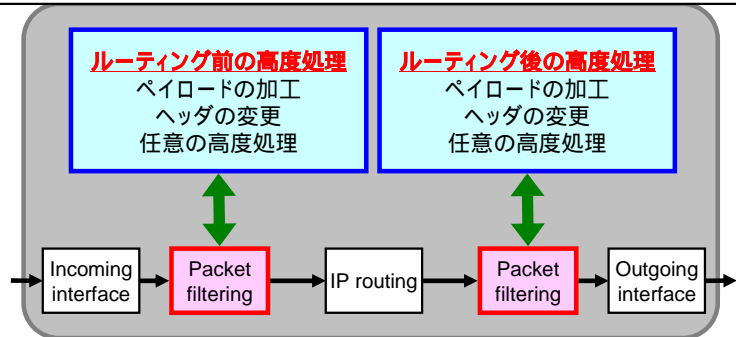 ルーティング前の高度処理
ペイロードの加工
ヘッダの変更
任意の高度処理
ルーティング後の高度処理
ペイロードの加工
ヘッダの変更
任意の高度処理
Incoming
interface
Packet
filtering
IP routing
Packet
filtering
Outgoing
interface